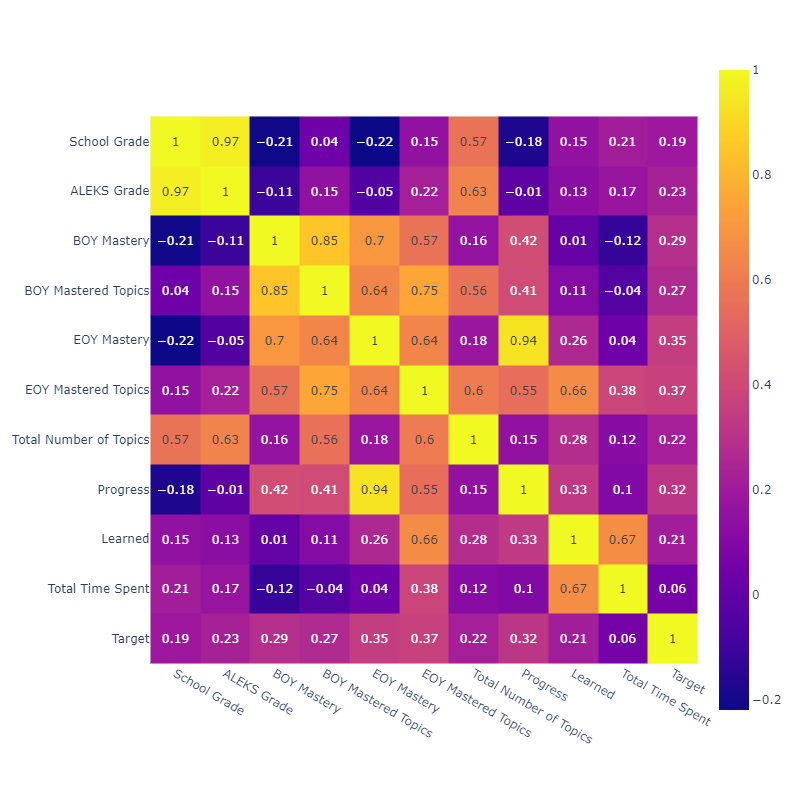 1
School Grade 1 0.97 −0.21 0.04 −0.22 0.15 0.57 −0.18 0.15 0.21 0.19
0.8
ALEKS Grade 0.97 1 −0.11 0.15 −0.05 0.22 0.63 −0.01 0.13 0.17 0.23
BOY Mastery −0.21 −0.11 1 0.85 0.7 0.57 0.16 0.42 0.01 −0.12 0.29
0.6
BOY Mastered Topics 0.04 0.15 0.85 1 0.64 0.75 0.56 0.41 0.11 −0.04 0.27
EOY Mastery −0.22 −0.05 0.7 0.64 1 0.64 0.18 0.94 0.26 0.04 0.35
0.4
EOY Mastered Topics 0.15 0.22 0.57 0.75 0.64 1 0.6 0.55 0.66 0.38 0.37
Total Number of Topics 0.57 0.63 0.16 0.56 0.18 0.6 1 0.15 0.28 0.12 0.22
0.2
Progress −0.18 −0.01 0.42 0.41 0.94 0.55 0.15 1 0.33 0.1 0.32
Learned 0.15 0.13 0.01 0.11 0.26 0.66 0.28 0.33 1 0.67 0.21
0
Total Time Spent 0.21 0.17 −0.12 −0.04 0.04 0.38 0.12 0.1 0.67 1 0.06
Target 0.19 0.23 0.29 0.27 0.35 0.37 0.22 0.32 0.21 0.06 1
−0.2
School Grade
ALEKS Grade
BOY Mastery
BOY Mastered Topics
EOY Mastery
EOY Mastered Topics
Total Number of Topics
Progress
Learned
Total Time Spent
Target